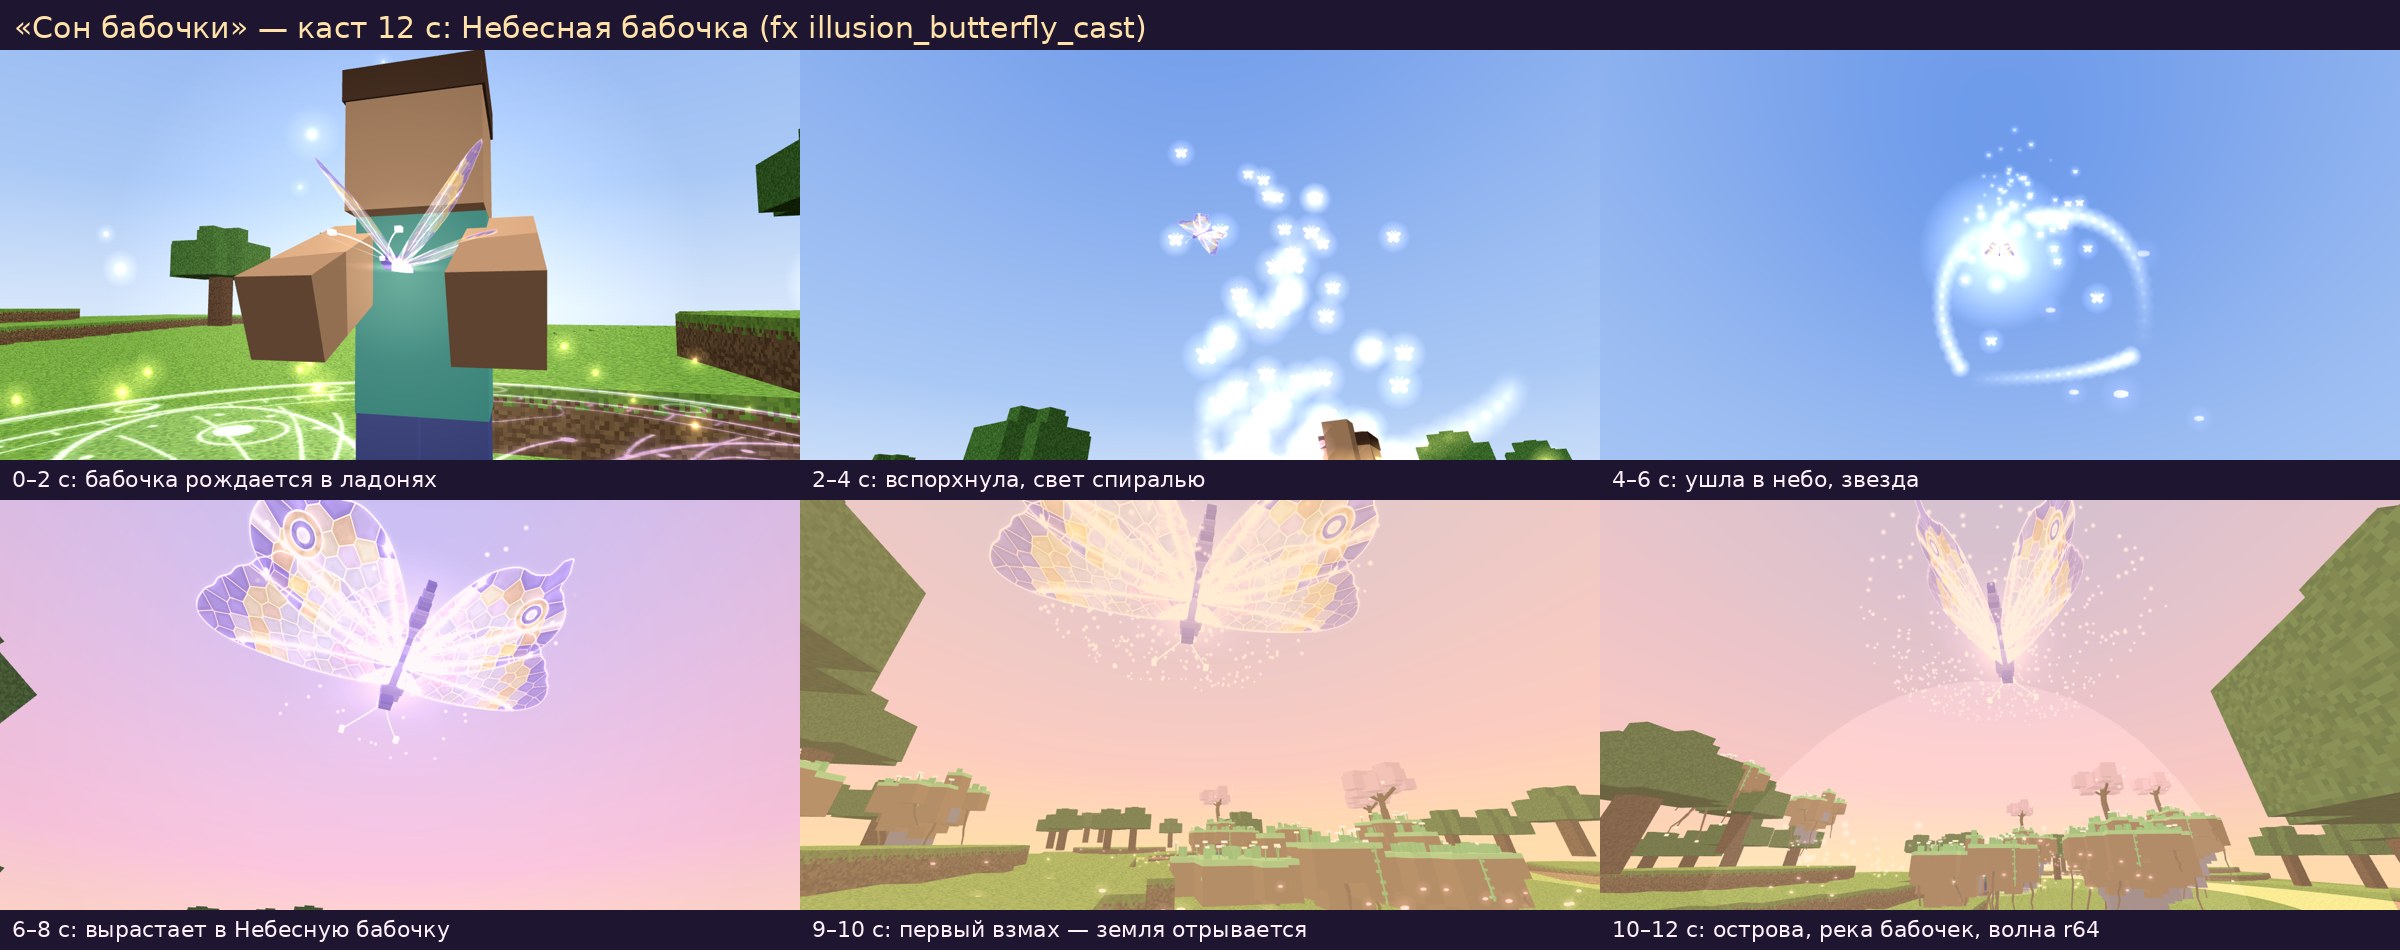 «Сон бабочки» — каст 12 с: Небесная бабочка (fx illusion_butterfly_cast)
0–2 с: бабочка рождается в ладонях
2–4 с: вспорхнула, свет спиралью
4–6 с: ушла в небо, звезда
6–8 с: вырастает в Небесную бабочку
9–10 с: первый взмах — земля отрывается
10–12 с: острова, река бабочек, волна r64